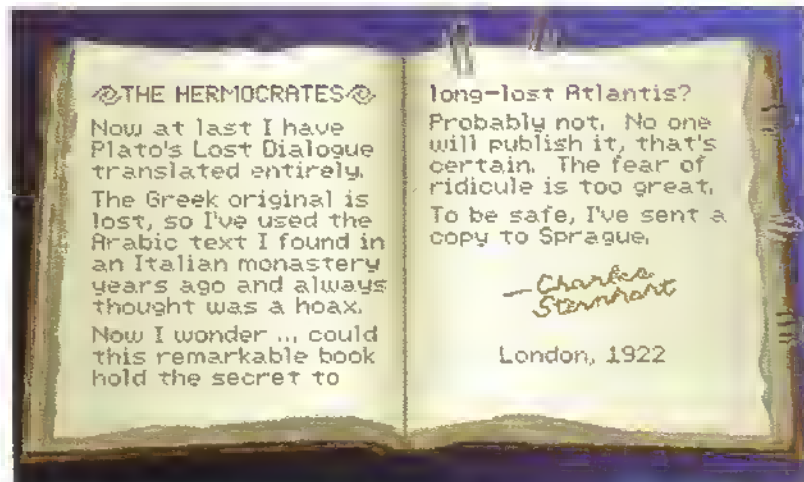 THE HERMOCRATES
Now at last I have
Plato's Lost Dialogue
translated entirely.
The Greek original is
lost, so I've used the
Arabic text I found in
an Italian monastery
years ago and always
thought was a hoax.
Now I wonder ... could
this remarkable book
hold the secret to
long-lost Atlantis?
Probably not. No one
will publish it, that's
certain. The fear of
ridicule is too great.
To be safe, I've sent a
copy to Sprague.
—Charles
Sternhart
London, 1922